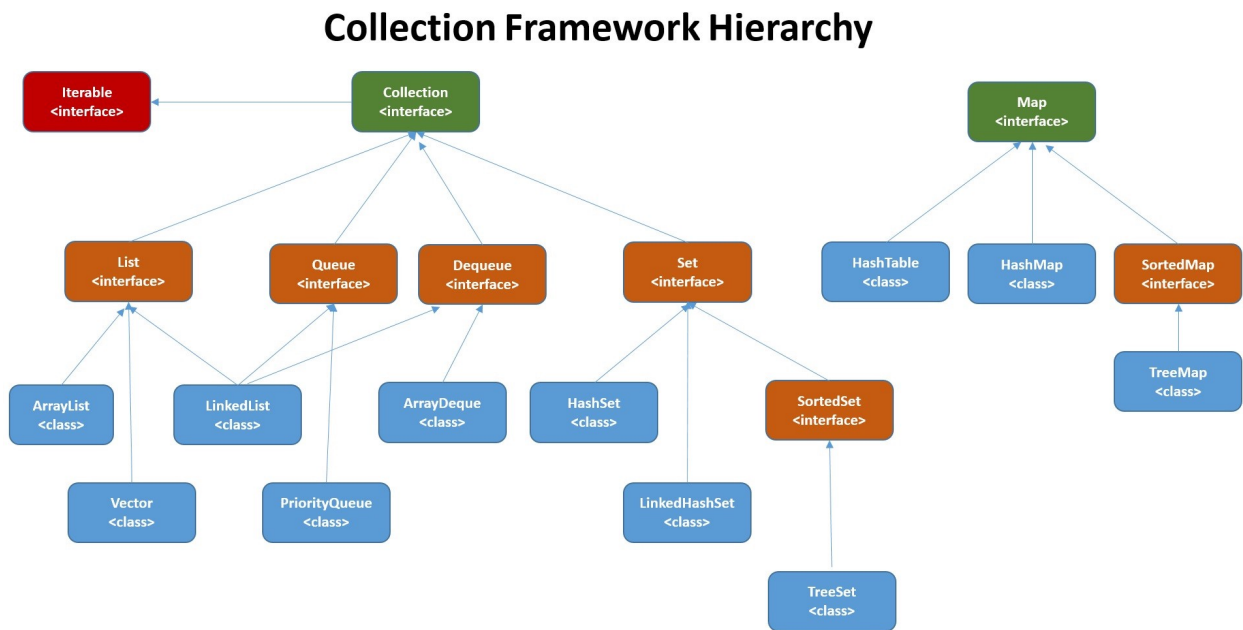 Collection Framework Hierarchy
Iterable
<interface>
Collection
<interface>
Map
<interface>
List
<interface>
Queue
<interface>
Dequeue
<interface>
Set
<interface>
HashTable
<class>
HashMap
<class>
SortedMap
<interface>
ArrayList
<class>
LinkedList
<class>
ArrayDeque
<class>
HashSet
<class>
SortedSet
<interface>
TreeMap
<class>
Vector
<class>
PriorityQueue
<class>
LinkedHashSet
<class>
TreeSet
<class>